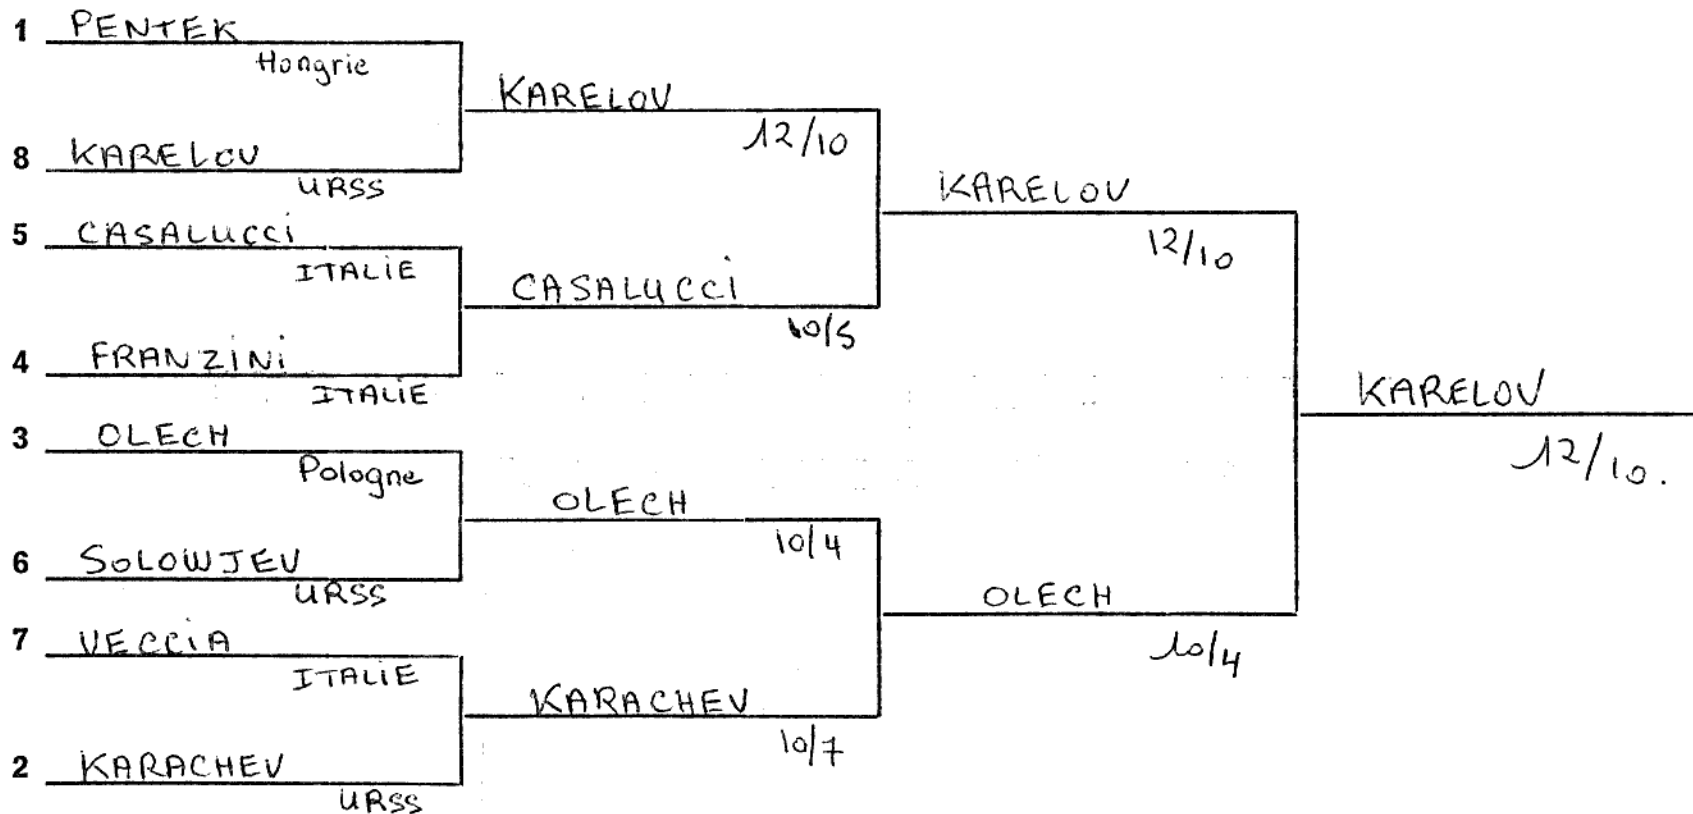 1 PENTEK
Hongrie
KARELOV
12/10
8 KARELOV
URSS
KARELOV
12/10
5 CASALUCCi
ITALiE
CASALUCCi
10/5
4 FRANZiNi
ITALiE
KARELOV
12/10.
3 OLECH
Pologne
OLECH
10/4
6 SOLOWJEV
URSS
OLECH
10/4
7 VECCiA
ITALiE
KARACHEV
10/7
2 KARACHEV
URSS